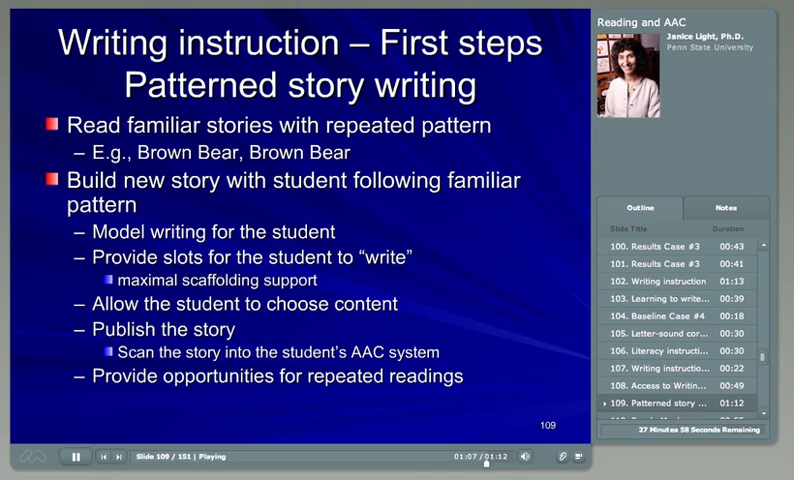 Writing instruction – First steps
Patterned story writing
Read familiar stories with repeated pattern
– E.g., Brown Bear, Brown Bear
Build new story with student following familiar
pattern
– Model writing for the student
– Provide slots for the student to “write”
maximal scaffolding support
– Allow the student to choose content
– Publish the story
Scan the story into the student’s AAC system
– Provide opportunities for repeated readings
109
Slide 109 / 151 | Playing
01:07 / 01:12
Reading and AAC
Janice Light, Ph.D.
Penn State University
Outline
Notes
Slide Title Duration
100. Results Case #3 00:43
101. Results Case #3 00:41
102. Writing instruction 01:13
103. Learning to write... 00:39
104. Baseline Case #4 00:18
105. Letter-sound cor... 00:30
106. Literacy instructi... 00:30
107. Writing instructio... 00:22
108. Access to Writin... 00:49
109. Patterned story ... 01:12
27 Minutes 58 Seconds Remaining